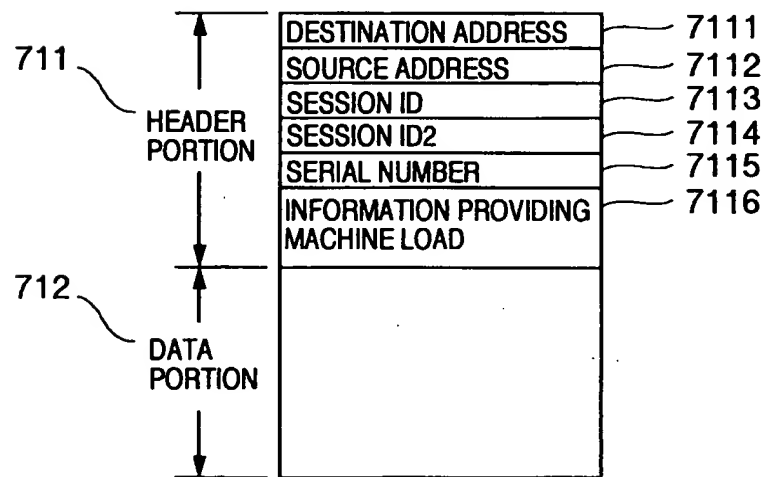 711
HEADER
PORTION
DESTINATION ADDRESS 7111
SOURCE ADDRESS 7112
SESSION ID 7113
SESSION ID2 7114
SERIAL NUMBER 7115
INFORMATION PROVIDING 7116
MACHINE LOAD
712
DATA
PORTION